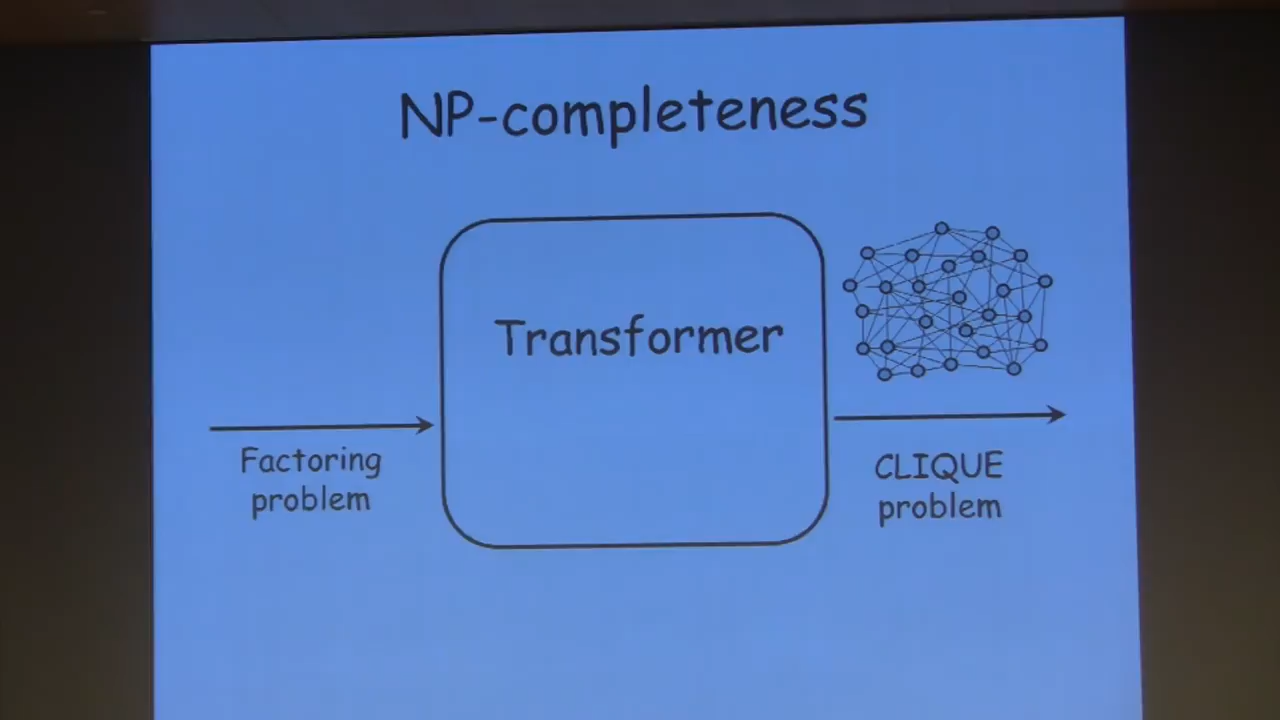 NP-completeness
Transformer
Factoring
problem
CLIQUE
problem